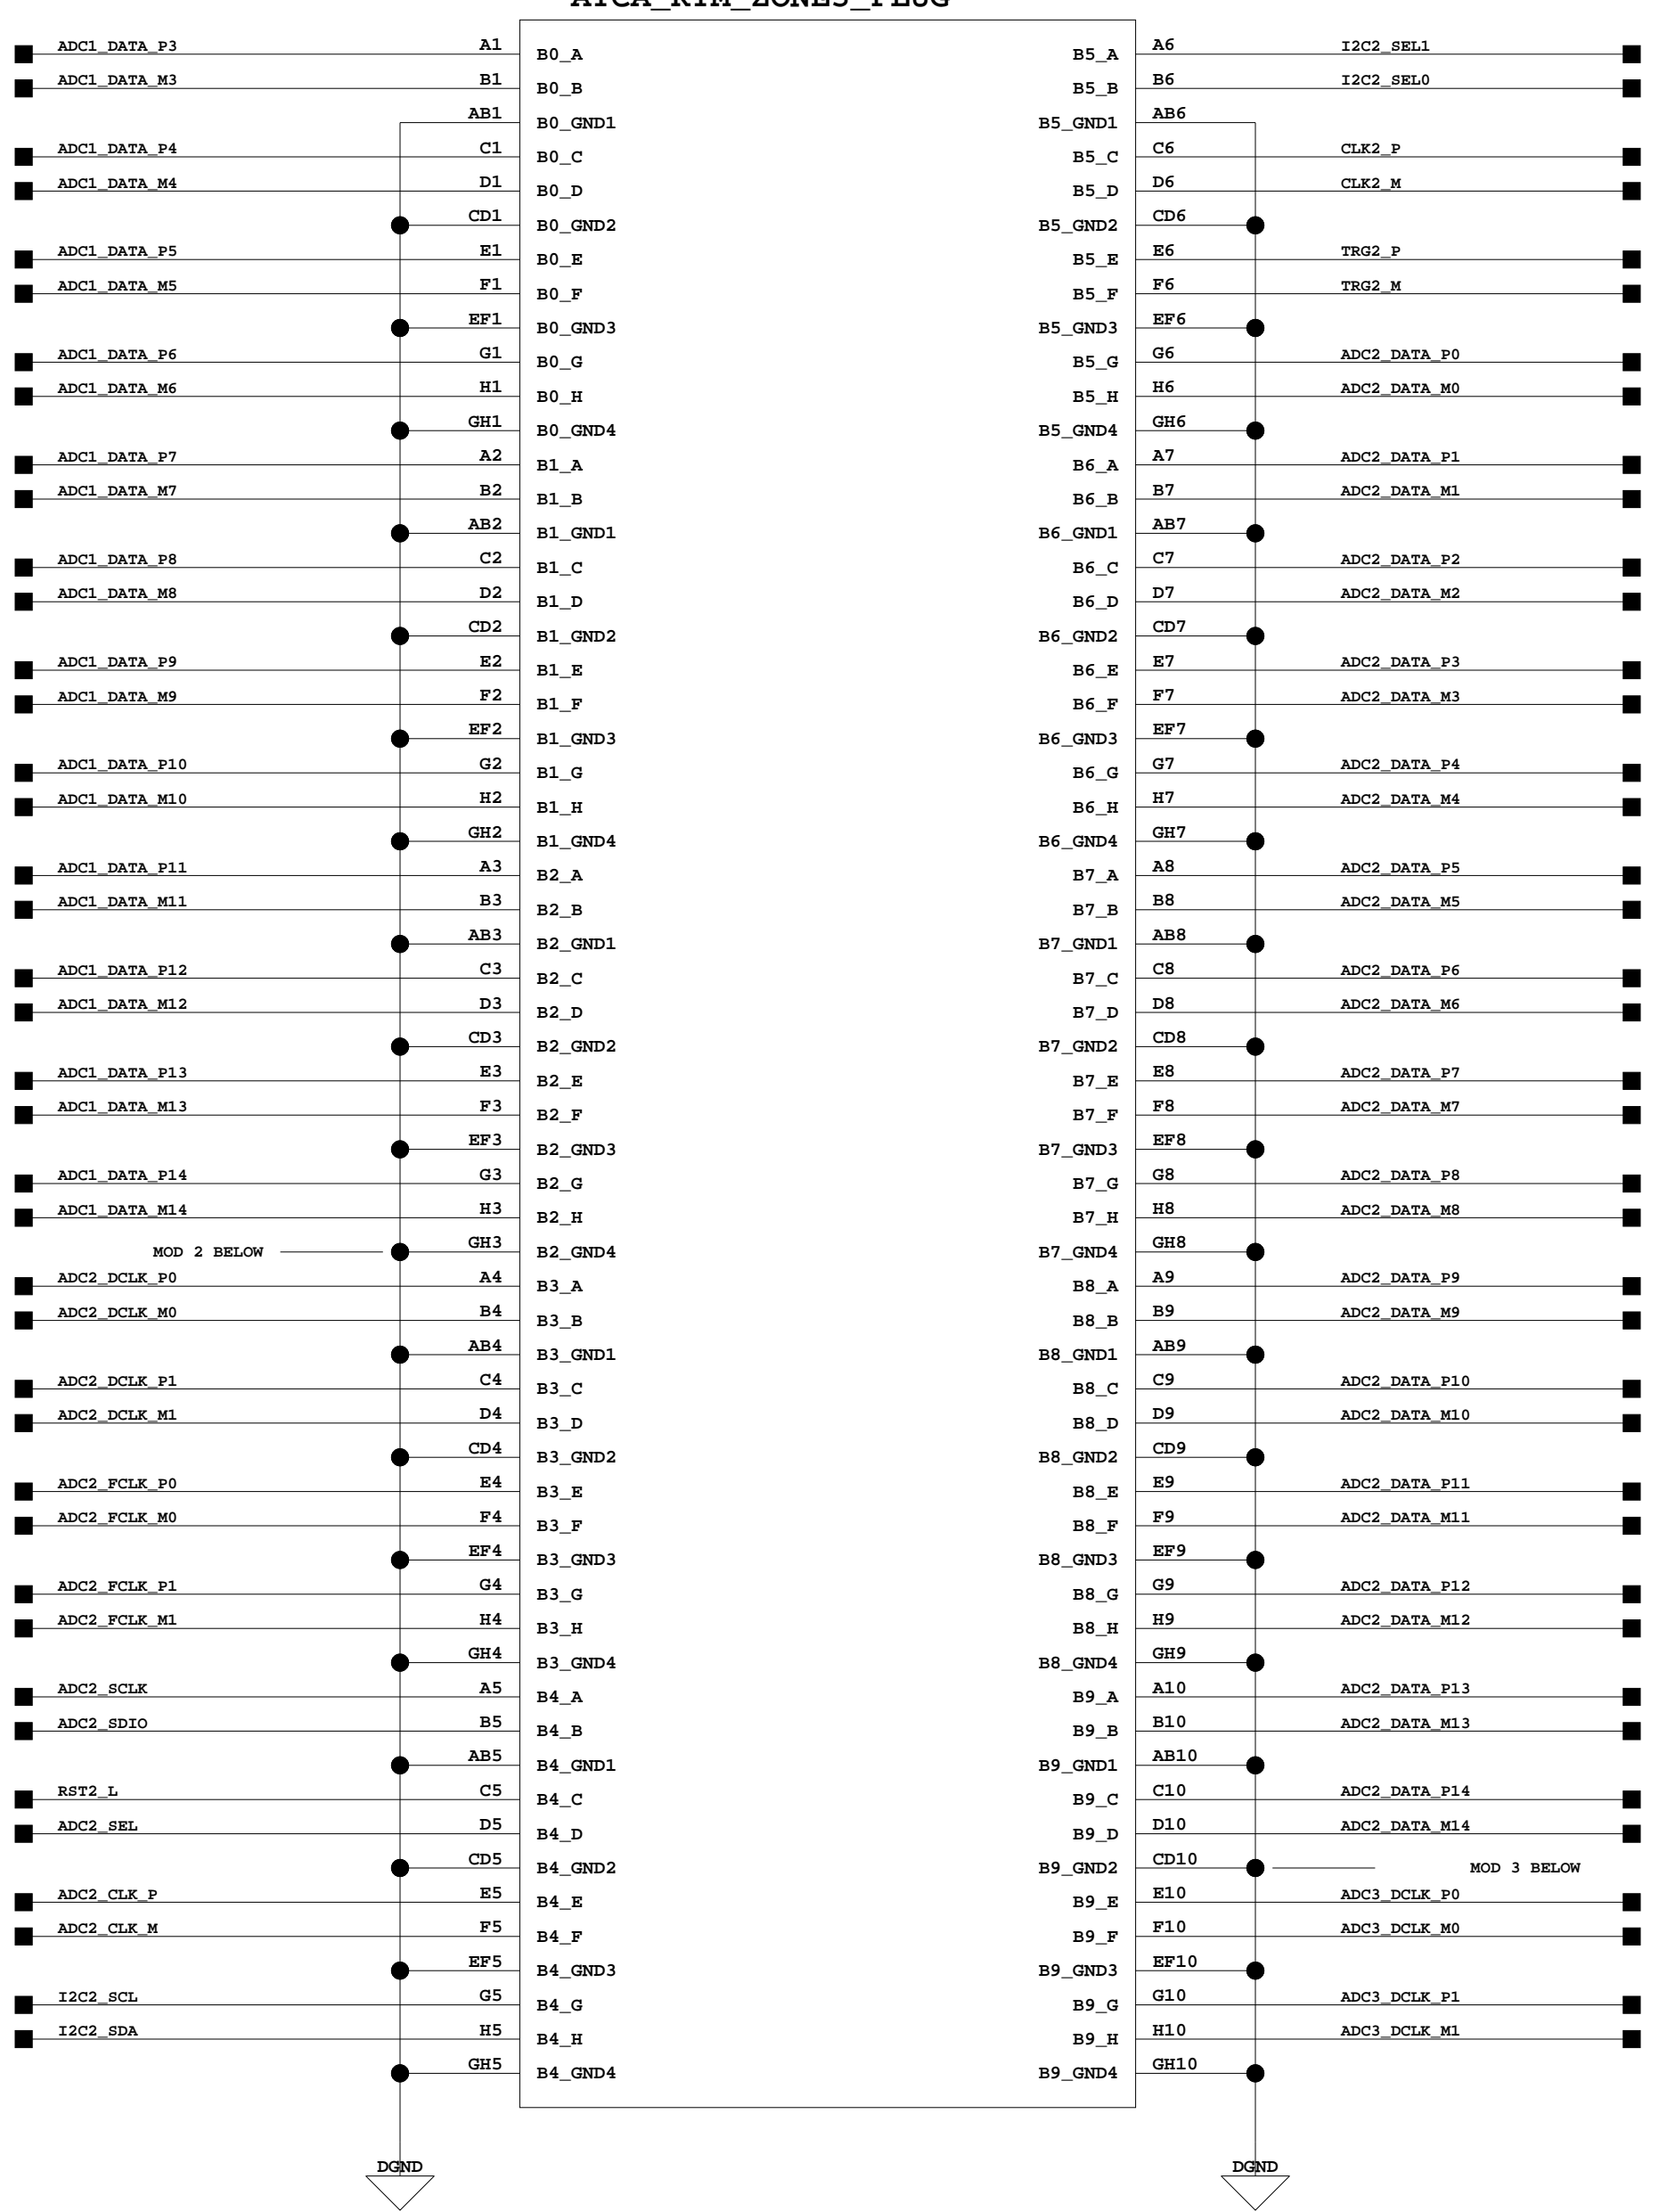 ATCA_RTM_ZONE3_PLUG
ADC1_DATA_P3 A1 B0_A B5_A A6 I2C2_SEL1
ADC1_DATA_M3 B1 B0_B B5_B B6 I2C2_SEL0
AB1 B0_GND1 B5_GND1 AB6
ADC1_DATA_P4 C1 B0_C B5_C C6 CLK2_P
ADC1_DATA_M4 D1 B0_D B5_D D6 CLK2_M
CD1 B0_GND2 B5_GND2 CD6
ADC1_DATA_P5 E1 B0_E B5_E E6 TRG2_P
ADC1_DATA_M5 F1 B0_F B5_F F6 TRG2_M
EF1 B0_GND3 B5_GND3 EF6
ADC1_DATA_P6 G1 B0_G B5_G G6 ADC2_DATA_P0
ADC1_DATA_M6 H1 B0_H B5_H H6 ADC2_DATA_M0
GH1 B0_GND4 B5_GND4 GH6
ADC1_DATA_P7 A2 B1_A B6_A A7 ADC2_DATA_P1
ADC1_DATA_M7 B2 B1_B B6_B B7 ADC2_DATA_M1
AB2 B1_GND1 B6_GND1 AB7
ADC1_DATA_P8 C2 B1_C B6_C C7 ADC2_DATA_P2
ADC1_DATA_M8 D2 B1_D B6_D D7 ADC2_DATA_M2
CD2 B1_GND2 B6_GND2 CD7
ADC1_DATA_P9 E2 B1_E B6_E E7 ADC2_DATA_P3
ADC1_DATA_M9 F2 B1_F B6_F F7 ADC2_DATA_M3
EF2 B1_GND3 B6_GND3 EF7
ADC1_DATA_P10 G2 B1_G B6_G G7 ADC2_DATA_P4
ADC1_DATA_M10 H2 B1_H B6_H H7 ADC2_DATA_M4
GH2 B1_GND4 B6_GND4 GH7
ADC1_DATA_P11 A3 B2_A B7_A A8 ADC2_DATA_P5
ADC1_DATA_M11 B3 B2_B B7_B B8 ADC2_DATA_M5
AB3 B2_GND1 B7_GND1 AB8
ADC1_DATA_P12 C3 B2_C B7_C C8 ADC2_DATA_P6
ADC1_DATA_M12 D3 B2_D B7_D D8 ADC2_DATA_M6
CD3 B2_GND2 B7_GND2 CD8
ADC1_DATA_P13 E3 B2_E B7_E E8 ADC2_DATA_P7
ADC1_DATA_M13 F3 B2_F B7_F F8 ADC2_DATA_M7
EF3 B2_GND3 B7_GND3 EF8
ADC1_DATA_P14 G3 B2_G B7_G G8 ADC2_DATA_P8
ADC1_DATA_M14 H3 B2_H B7_H H8 ADC2_DATA_M8
MOD 2 BELOW GH3 B2_GND4 B7_GND4 GH8
ADC2_DCLK_P0 A4 B3_A B8_A A9 ADC2_DATA_P9
ADC2_DCLK_M0 B4 B3_B B8_B B9 ADC2_DATA_M9
AB4 B3_GND1 B8_GND1 AB9
ADC2_DCLK_P1 C4 B3_C B8_C C9 ADC2_DATA_P10
ADC2_DCLK_M1 D4 B3_D B8_D D9 ADC2_DATA_M10
CD4 B3_GND2 B8_GND2 CD9
ADC2_FCLK_P0 E4 B3_E B8_E E9 ADC2_DATA_P11
ADC2_FCLK_M0 F4 B3_F B8_F F9 ADC2_DATA_M11
EF4 B3_GND3 B8_GND3 EF9
ADC2_FCLK_P1 G4 B3_G B8_G G9 ADC2_DATA_P12
ADC2_FCLK_M1 H4 B3_H B8_H H9 ADC2_DATA_M12
GH4 B3_GND4 B8_GND4 GH9
ADC2_SCLK A5 B4_A B9_A A10 ADC2_DATA_P13
ADC2_SDIO B5 B4_B B9_B B10 ADC2_DATA_M13
AB5 B4_GND1 B9_GND1 AB10
RST2_L C5 B4_C B9_C C10 ADC2_DATA_P14
ADC2_SEL D5 B4_D B9_D D10 ADC2_DATA_M14
CD5 B4_GND2 B9_GND2 CD10 MOD 3 BELOW
ADC2_CLK_P E5 B4_E B9_E E10 ADC3_DCLK_P0
ADC2_CLK_M F5 B4_F B9_F F10 ADC3_DCLK_M0
EF5 B4_GND3 B9_GND3 EF10
I2C2_SCL G5 B4_G B9_G G10 ADC3_DCLK_P1
I2C2_SDA H5 B4_H B9_H H10 ADC3_DCLK_M1
GH5 B4_GND4 B9_GND4 GH10
DGND DGND